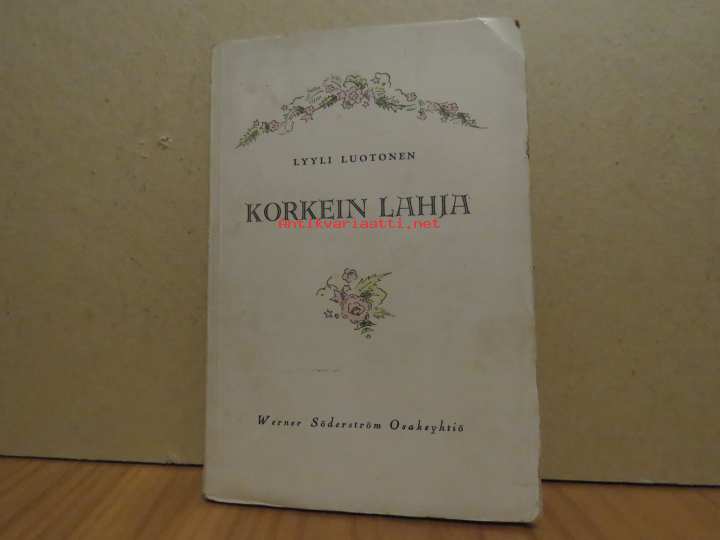 LYYLI LUOTONEN
KORKEIN LAHJA
Antikvariaatti.net
Werner Söderström Osakeyhtiö